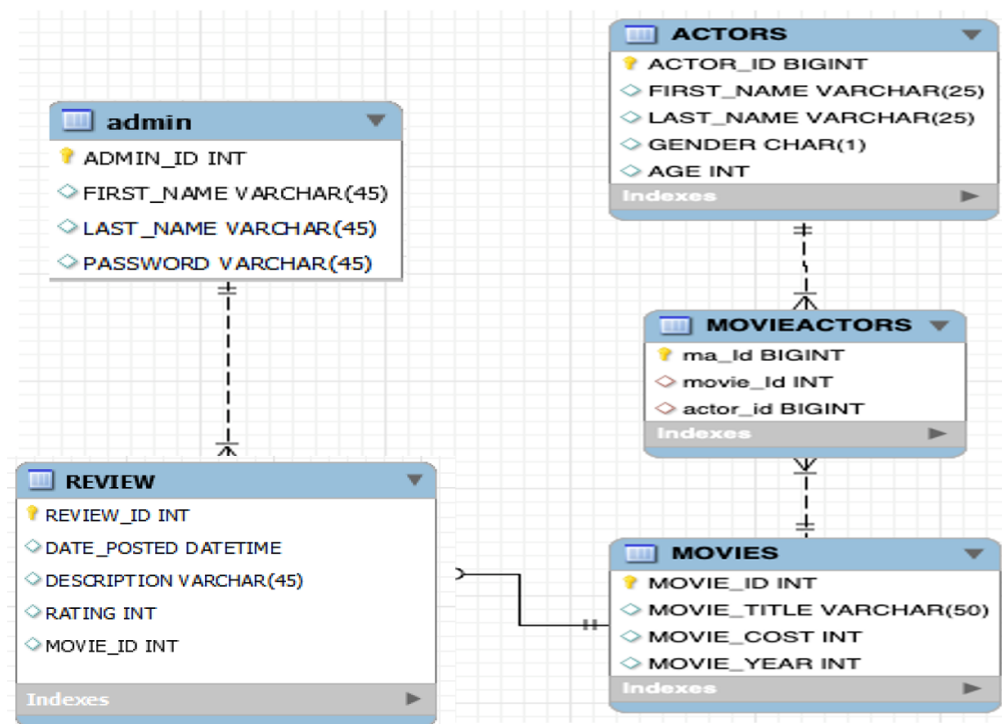 admin
ADMIN_ID INT
FIRST_NAME VARCHAR(45)
LAST_NAME VARCHAR(45)
PASSWORD VARCHAR(45)
ACTORS
ACTOR_ID BIGINT
FIRST_NAME VARCHAR(25)
LAST_NAME VARCHAR(25)
GENDER CHAR(1)
AGE INT
Indexes
MOVIEACTORS
ma_Id BIGINT
movie_Id INT
actor_id BIGINT
Indexes
REVIEW
REVIEW_ID INT
DATE_POSTED DATETIME
DESCRIPTION VARCHAR(45)
RATING INT
MOVIE_ID INT
Indexes
MOVIES
MOVIE_ID INT
MOVIE_TITLE VARCHAR(50)
MOVIE_COST INT
MOVIE_YEAR INT
Indexes